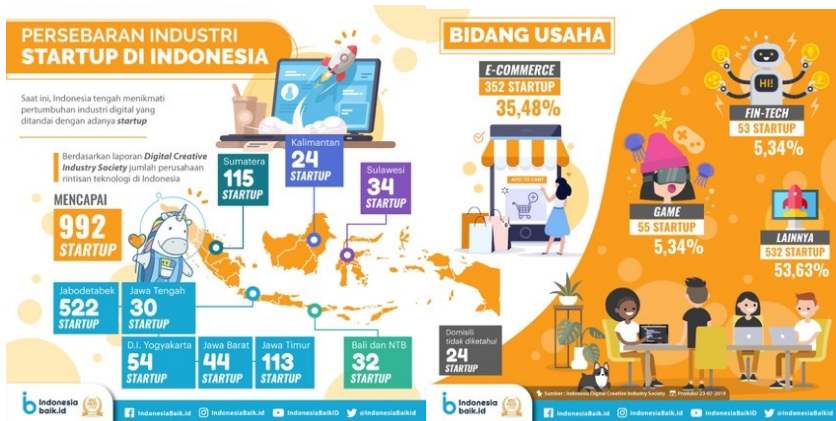 PERSEBARAN INDUSTRI
STARTUP DI INDONESIA
Saat ini, Indonesia tengah menikmati
pertumbuhan industri digital yang
ditandai dengan adanya startup
Berdasarkan laporan Digital Creative
Industry Society jumlah perusahaan
rintisan teknologi di Indonesia
MENCAPAI
992
STARTUP
Sumatera
115
STARTUP
Kalimantan
24
STARTUP
Sulawesi
34
STARTUP
Jabodetabek
522
STARTUP
Jawa Tengah
30
STARTUP
D.I. Yogyakarta
54
STARTUP
Jawa Barat
44
STARTUP
Jawa Timur
113
STARTUP
Bali dan NTB
32
STARTUP
Indonesia
baik.id
IndonesiaBaik.id
IndonesiaBaik.id
IndonesiaBaikID
@IndonesiaBaikid
BIDANG USAHA
E-COMMERCE
352 STARTUP
35,48%
ADD TO CART
HI!
FIN-TECH
53 STARTUP
5,34%
GAME
55 STARTUP
5,34%
LAINNYA
532 STARTUP
53,63%
Domisili
tidak diketahui
24
STARTUP
Sumber : Indonesia Digital Creative Industry Society
Produksi 23-07-2019
Indonesia
baik.id
IndonesiaBaik.id
IndonesiaBaik.id
IndonesiaBaikID
@IndonesiaBaikid